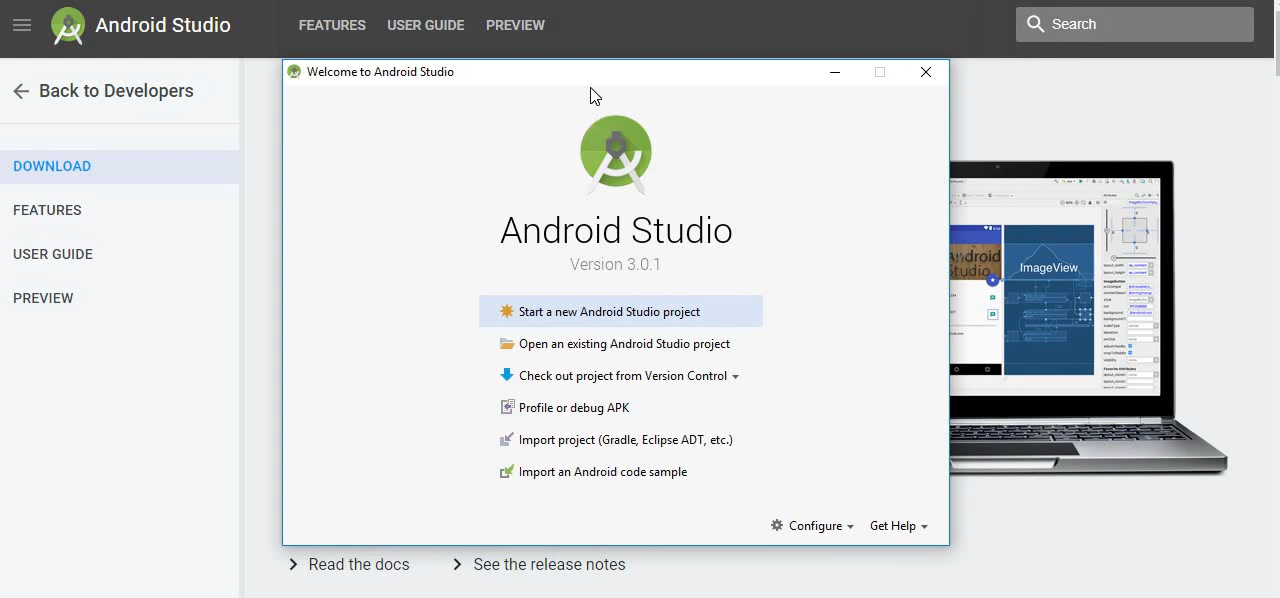 Android Studio
FEATURES USER GUIDE PREVIEW
Search
Back to Developers
DOWNLOAD
FEATURES
USER GUIDE
PREVIEW
Welcome to Android Studio
Android Studio
Version 3.0.1
Start a new Android Studio project
Open an existing Android Studio project
Check out project from Version Control
Profile or debug APK
Import project (Gradle, Eclipse ADT, etc.)
Import an Android code sample
Configure Get Help
Android
Studio
ImageView
Read the docs See the release notes